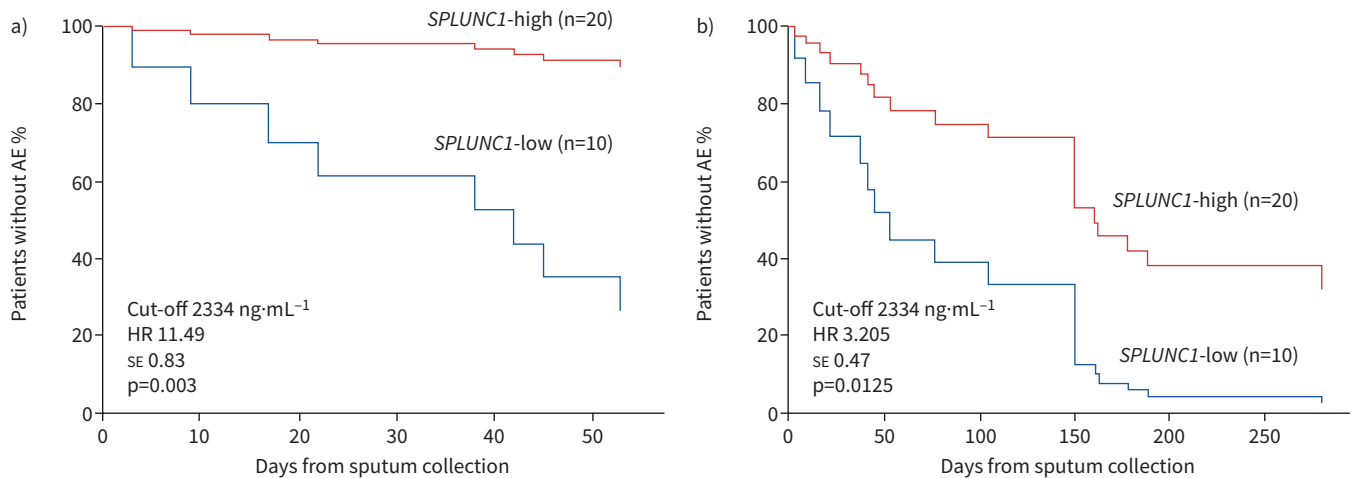 a)
Patients without AE %
100
80
60
40
20
0
SPLUNC1-high (n=20)
SPLUNC1-low (n=10)
Cut-off 2334 ng·mL⁻¹
HR 11.49
SE 0.83
p=0.003
0 10 20 30 40 50
Days from sputum collection
b)
Patients without AE %
100
80
60
40
20
0
SPLUNC1-high (n=20)
Cut-off 2334 ng·mL⁻¹
HR 3.205
SE 0.47
p=0.0125
SPLUNC1-low (n=10)
0 50 100 150 200 250
Days from sputum collection